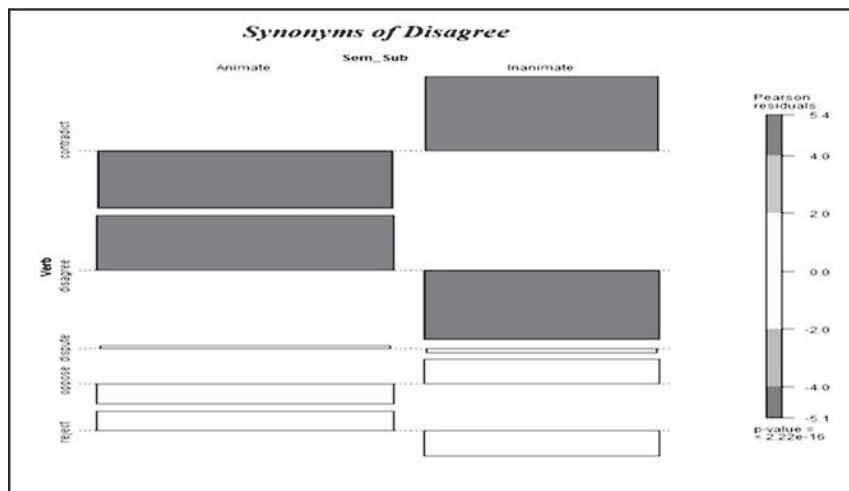 Synonyms of Disagree
Sem_Sub
Animate
Inanimate
Verb
contradict
disagree
dispute
oppose
reject
Pearson
residuals:
5.4
4.0
2.0
0.0
-2.0
-4.0
-5.1
p-value =
< 2.22e-16